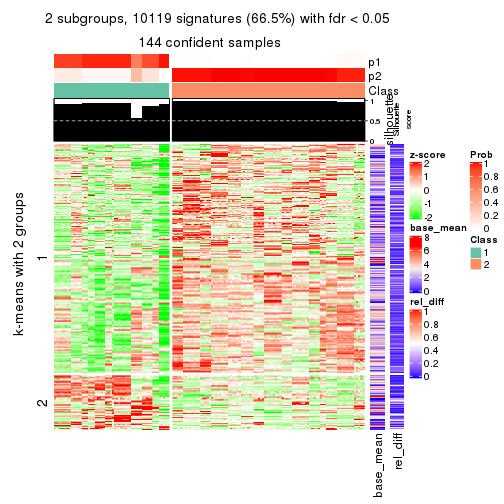 2 subgroups, 10119 signatures (66.5%) with fdr < 0.05
144 confident samples
p1
p2
Class
1
0.5
0
silhouette
Silhouette
score
k-means with 2 groups
1
2
base_mean
rel_diff
z-score
2
1
0
-1
-2
base_mean
8
6
4
2
0
rel_diff
1
0.8
0.6
0.4
0.2
0
Prob
1
0.8
0.6
0.4
0.2
0
Class
1
2